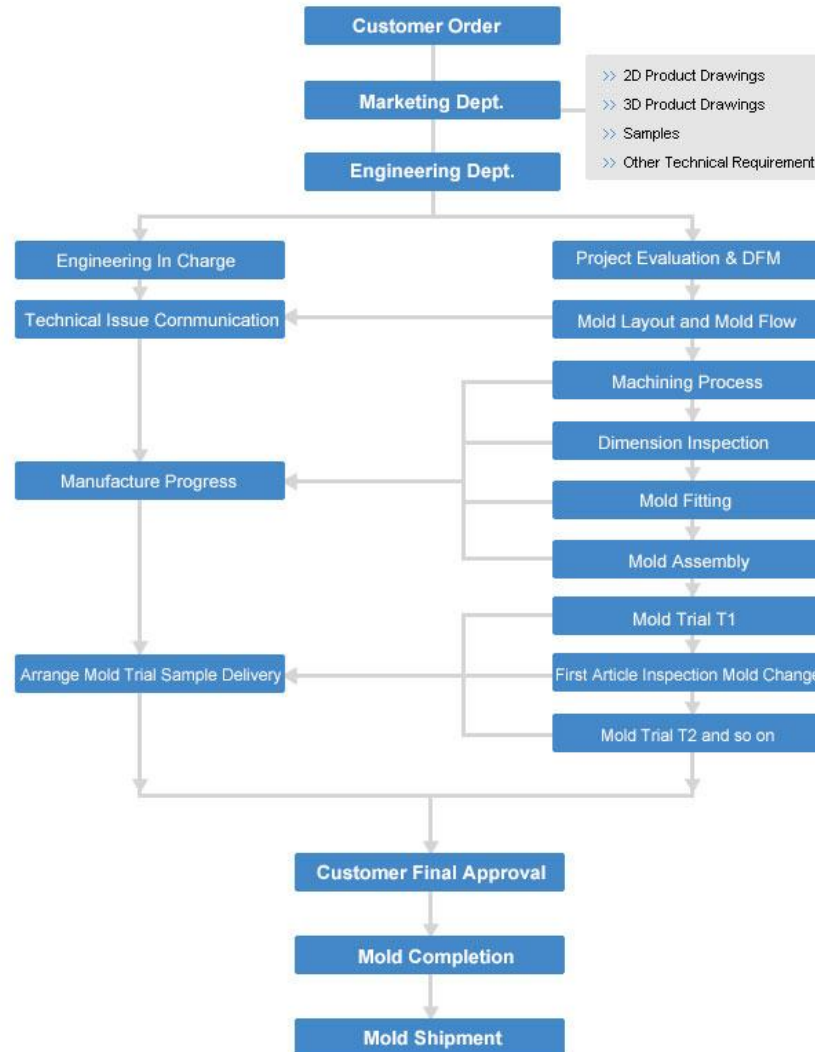 Customer Order
Marketing Dept.
>> 2D Product Drawings
>> 3D Product Drawings
>> Samples
>> Other Technical Requirement
Engineering Dept.
Engineering In Charge
Project Evaluation & DFM
Technical Issue Cornmunication
Mold Layout and Mold Flow
Machining Process
Dimension Inspection
Manufacture Progress
Mold Fitting
Mold Assembly
Mold Trial T1
Arrange Mold Trial Sample Delivery
First Article Inspection Mold Change
Mold Trial T2 and so on
Customer Final Approval
Mold Completion
Mold Shipment